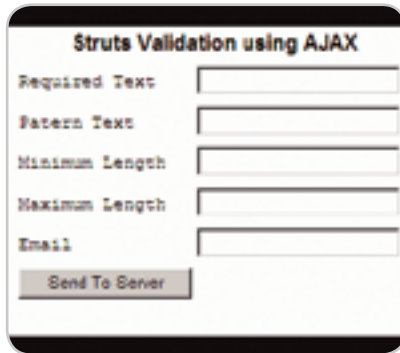 Struts Validation using AJAX
Required Text
Patern Text
Minimum Length
Maximum Length
Email
Send To Server